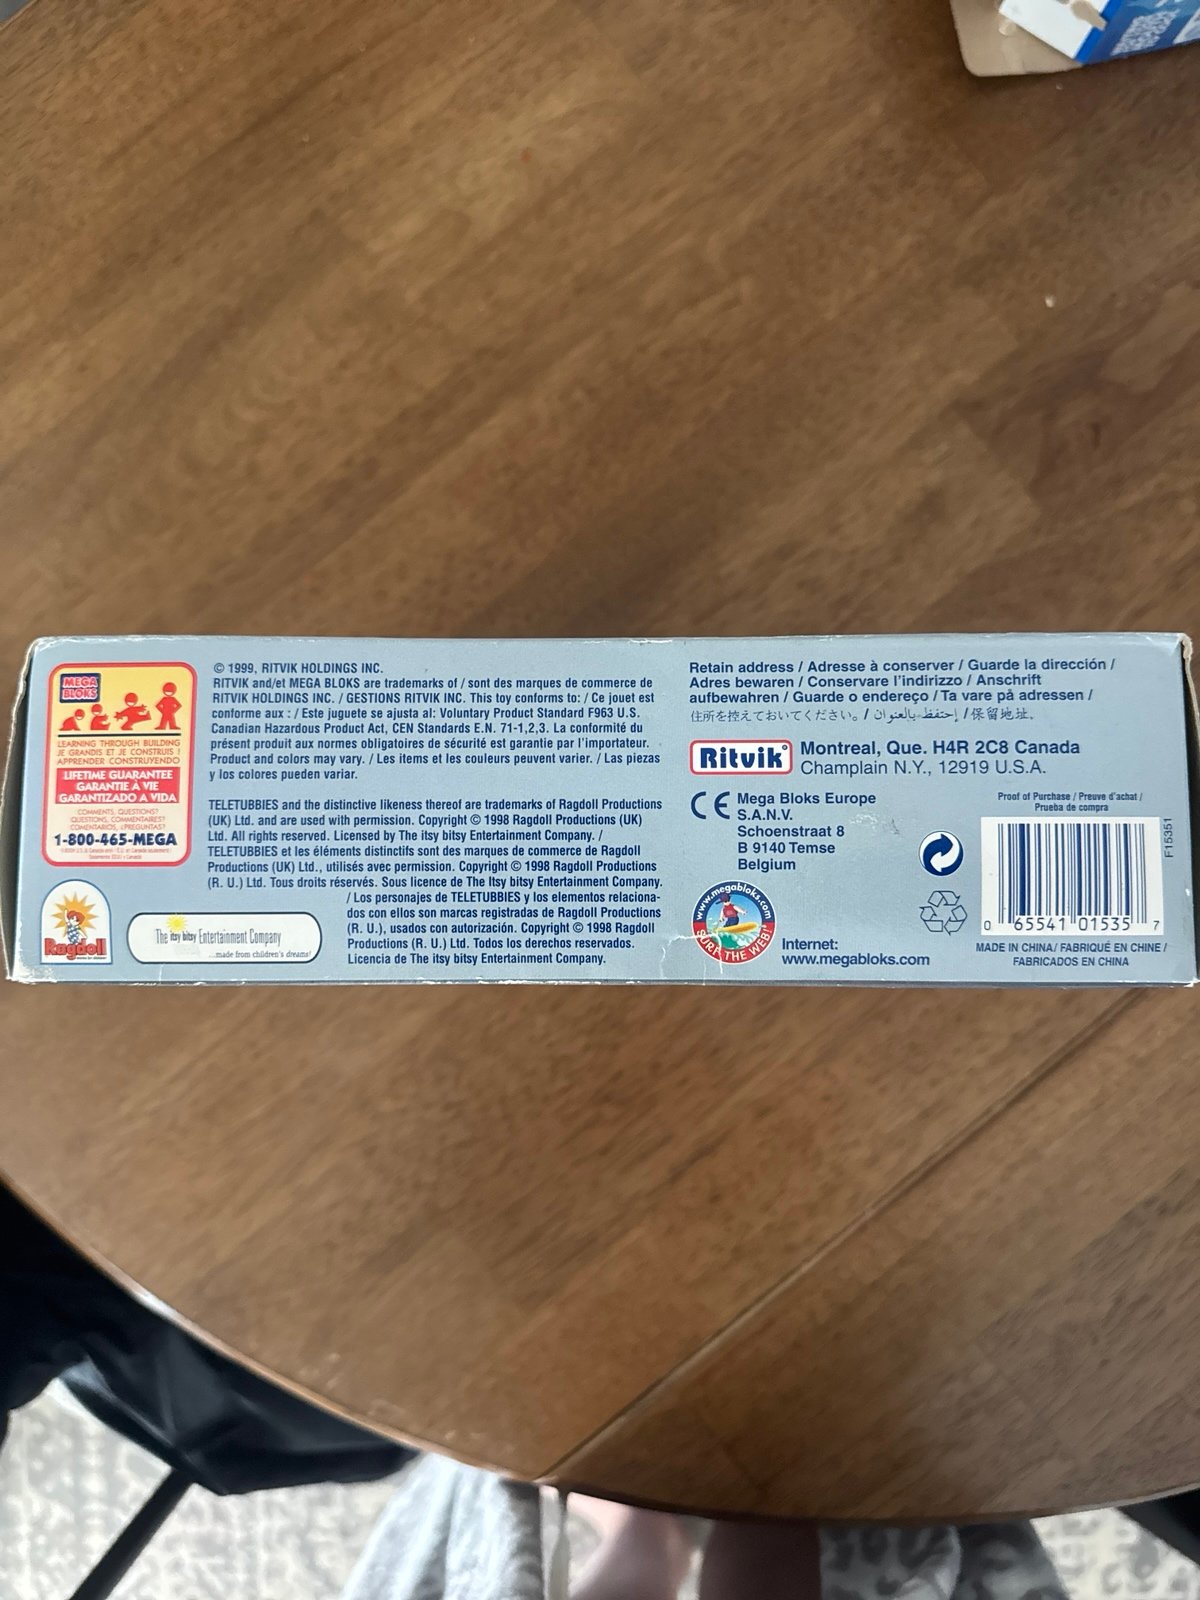 MEGA
BLOKS
LEARNING THROUGH BUILDING
JE GRANDIS ET JE CONSTRUIS !
APPRENDER CONSTRUYENDO
LIFETIME GUARANTEE
GARANTIE À VIE
GARANTIZADO A VIDA
COMMENTS, QUESTIONS?
QUESTIONS, COMMENTAIRES?
COMENTARIOS, ¿PREGUNTAS?
1-800-465-MEGA
Ragdoll
The itsy bitsy Entertainment Company
...made from children's dreams!
© 1999, RITVIK HOLDINGS INC.
RITVIK and/et MEGA BLOKS are trademarks of / sont des marques de commerce de
RITVIK HOLDINGS INC. / GESTIONS RITVIK INC. This toy conforms to: / Ce jouet est
conforme aux : / Este juguete se ajusta al: Voluntary Product Standard F963 U.S.
Canadian Hazardous Product Act, CEN Standards E.N. 71-1,2,3. La conformité du
présent produit aux normes obligatoires de sécurité est garantie par l'importateur.
Product and colors may vary. / Les items et les couleurs peuvent varier. / Las piezas
y los colores pueden variar.
TELETUBBIES and the distinctive likeness thereof are trademarks of Ragdoll Productions
(UK) Ltd. and are used with permission. Copyright © 1998 Ragdoll Productions (UK)
Ltd. All rights reserved. Licensed by The itsy bitsy Entertainment Company. /
TELETUBBIES et les éléments distinctifs sont des marques de commerce de Ragdoll
Productions (UK) Ltd., utilisés avec permission. Copyright © 1998 Ragdoll Productions
(R. U.) Ltd. Tous droits réservés. Sous licence de The Itsy bitsy Entertainment Company.
/ Los personajes de TELETUBBIES y los elementos relaciona-
dos con ellos son marcas registradas de Ragdoll Productions
(R. U.), usados con autorización. Copyright © 1998 Ragdoll
Productions (R. U.) Ltd. Todos los derechos reservados.
Licencia de The itsy bitsy Entertainment Company.
Retain address / Adresse à conserver / Guarde la dirección /
Adres bewaren / Conservare l'indirizzo / Anschrift
aufbewahren / Guarde o endereço / Ta vare på adressen /
住所を控えておいてください。/ إحتفظ بالعنوان / 保留地址.
Ritvik
Montreal, Que. H4R 2C8 Canada
Champlain N.Y., 12919 U.S.A.
CE
Mega Bloks Europe
S.A.N.V.
Schoenstraat 8
B 9140 Temse
Belgium
www.megabloks.com
SURF THE WEB!
Internet:
www.megabloks.com
Proof of Purchase / Preuve d'achat /
Prueba de compra
F15351
0 65541 01535 7
MADE IN CHINA/ FABRIQUÉ EN CHINE /
FABRICADOS EN CHINA